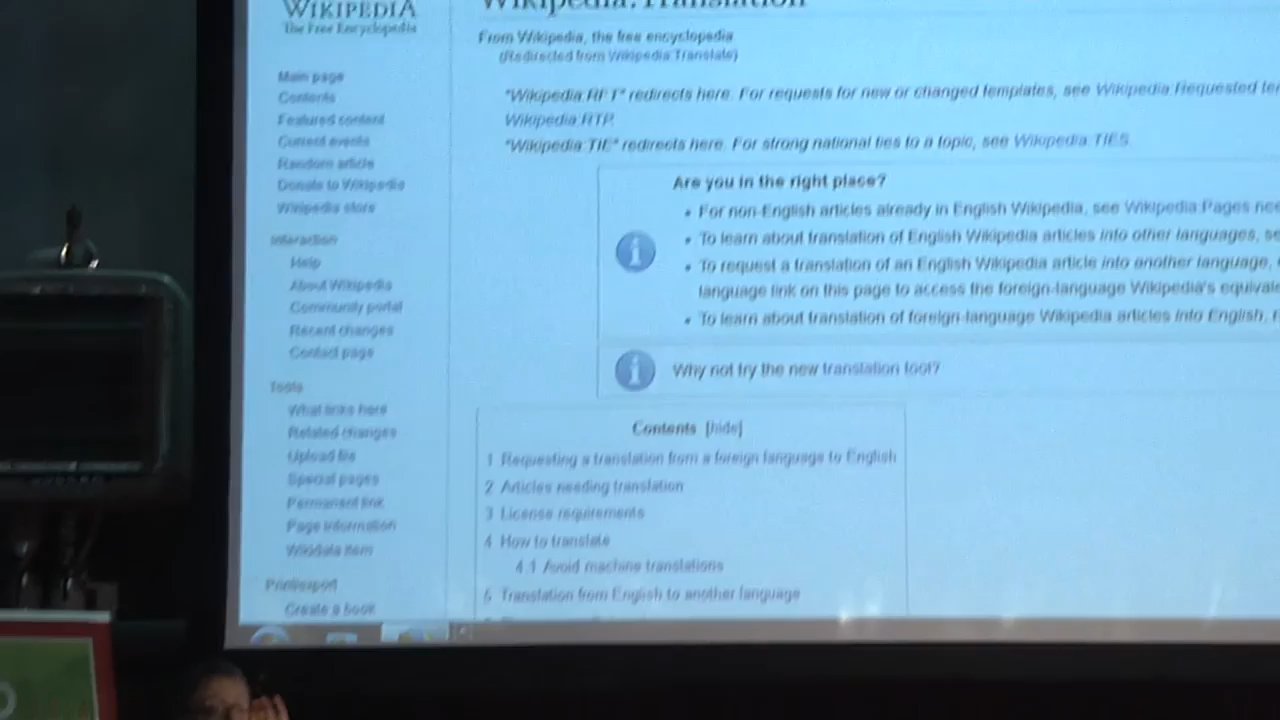 WIKIPEDIA
The Free Encyclopedia
Main page
Contents
Featured content
Current events
Random article
Donate to Wikipedia
Wikipedia store
Interaction
Help
About Wikipedia
Community portal
Recent changes
Contact page
Tools
What links here
Related changes
Upload file
Special pages
Permanent link
Page information
Wikidata item
Print/export
Create a book
Wikipedia:Translation
From Wikipedia, the free encyclopedia
(Redirected from Wikipedia:Translate)
"Wikipedia:RFT" redirects here. For requests for new or changed templates, see Wikipedia:Requested
Wikipedia:RTP.
"Wikipedia:TIE" redirects here. For strong national ties to a topic, see Wikipedia:TIES.
Are you in the right place?
• For non-English articles already in English Wikipedia, see Wikipedia:Pages
• To learn about translation of English Wikipedia articles into other languages,
• To request a translation of an English Wikipedia article into another language,
language link on this page to access the foreign-language Wikipedia's
• To learn about translation of foreign-language Wikipedia articles into English,
Why not try the new translation tool?
Contents [hide]
1 Requesting a translation from a foreign language to English
2 Articles needing translation
3 License requirements
4 How to translate
4.1 Avoid machine translations
5 Translation from English to another language